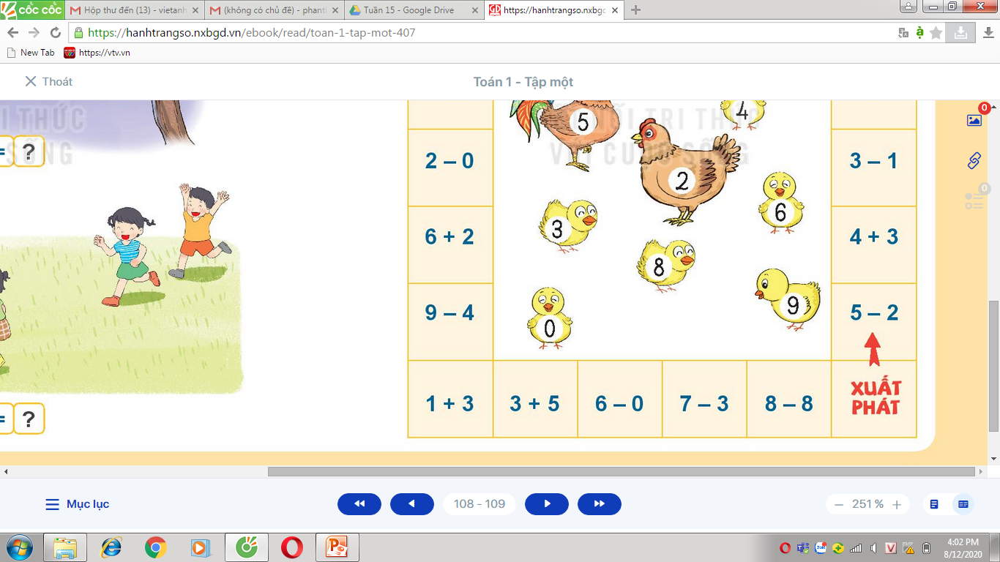 cốc cốc
Hộp thư đến (13) - vietanh
(không có chủ đề) - phant
Tuần 15 - Google Drive
https://hanhtrangso.nxbgd
https://hanhtrangso.nxbgd.vn/ebook/read/toan-1-tap-mot-407
New Tab
https://vtv.vn
Thoát
Toán 1 - Tập một
I THỨC
SỐNG
= ?
= ?
5
4
2
3
6
8
0
9
2 – 0
3 – 1
6 + 2
4 + 3
9 – 4
5 – 2
1 + 3
3 + 5
6 – 0
7 – 3
8 – 8
XUẤT
PHÁT
0
0
Mục lục
108 - 109
251 %
4:02 PM
8/12/2020